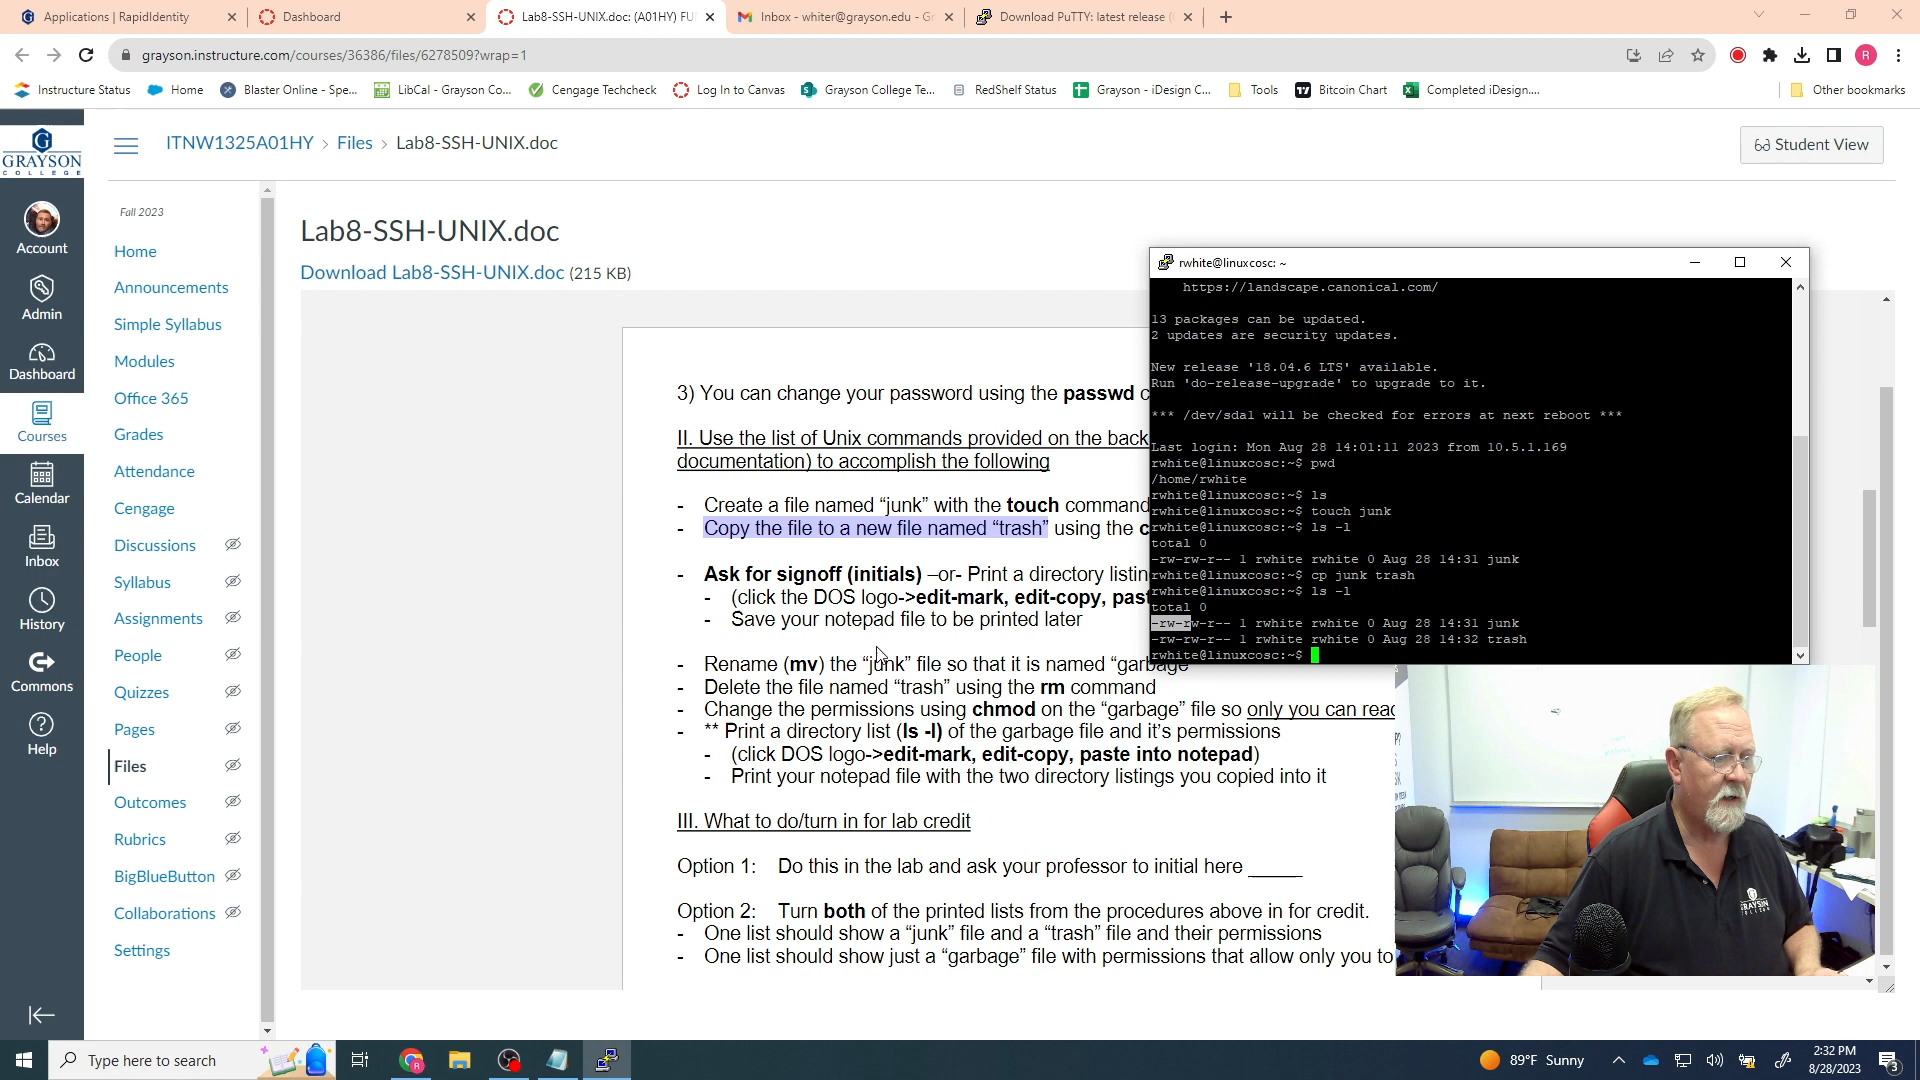 Applications | RapidIdentity
Dashboard
Lab8-SSH-UNIX.doc: (A01HY) FU
Inbox - whiter@grayson.edu - Gr
Download PuTTY: latest release (
grayson.instructure.com/courses/36386/files/6278509?wrap=1
R
Instructure Status
Home
Blaster Online - Spe...
LibCal - Grayson Co...
Cengage Techcheck
Log In to Canvas
Grayson College Te...
RedShelf Status
Grayson - iDesign C...
Tools
Bitcoin Chart
Completed iDesign....
Other bookmarks
GRAYSON
COLLEGE
Account
Admin
Dashboard
Courses
Calendar
Inbox
History
Commons
Help
ITNW1325A01HY > Files > Lab8-SSH-UNIX.doc
Student View
Fall 2023
Home
Announcements
Simple Syllabus
Modules
Office 365
Grades
Attendance
Cengage
Discussions
Syllabus
Assignments
People
Quizzes
Pages
Files
Outcomes
Rubrics
BigBlueButton
Collaborations
Settings
Lab8-SSH-UNIX.doc
Download Lab8-SSH-UNIX.doc (215 KB)
3) You can change your password using the passwd c
II. Use the list of Unix commands provided on the back
documentation) to accomplish the following
- Create a file named “junk” with the touch command
- Copy the file to a new file named “trash” using the c
- Ask for signoff (initials) –or- Print a directory listin
- (click the DOS logo->edit-mark, edit-copy, past
- Save your notepad file to be printed later
- Rename (mv) the “junk” file so that it is named “garbage
- Delete the file named “trash” using the rm command
- Change the permissions using chmod on the “garbage” file so only you can read
- ** Print a directory list (ls -l) of the garbage file and it’s permissions
- (click DOS logo->edit-mark, edit-copy, paste into notepad)
- Print your notepad file with the two directory listings you copied into it
III. What to do/turn in for lab credit
Option 1: Do this in the lab and ask your professor to initial here _____
Option 2: Turn both of the printed lists from the procedures above in for credit.
- One list should show a “junk” file and a “trash” file and their permissions
- One list should show just a “garbage” file with permissions that allow only you to
rwhite@linuxcosc: ~
https://landscape.canonical.com/
13 packages can be updated.
2 updates are security updates.
New release '18.04.6 LTS' available.
Run 'do-release-upgrade' to upgrade to it.
*** /dev/sda1 will be checked for errors at next reboot ***
Last login: Mon Aug 28 14:01:11 2023 from 10.5.1.169
rwhite@linuxcosc:~$ pwd
/home/rwhite
rwhite@linuxcosc:~$ ls
rwhite@linuxcosc:~$ touch junk
rwhite@linuxcosc:~$ ls -l
total 0
-rw-rw-r-- 1 rwhite rwhite 0 Aug 28 14:31 junk
rwhite@linuxcosc:~$ cp junk trash
rwhite@linuxcosc:~$ ls -l
total 0
-rw-rw-r-- 1 rwhite rwhite 0 Aug 28 14:31 junk
-rw-rw-r-- 1 rwhite rwhite 0 Aug 28 14:32 trash
rwhite@linuxcosc:~$
GRAYSON
COLLEGE
Type here to search
89°F Sunny
2:32 PM
8/28/2023
3